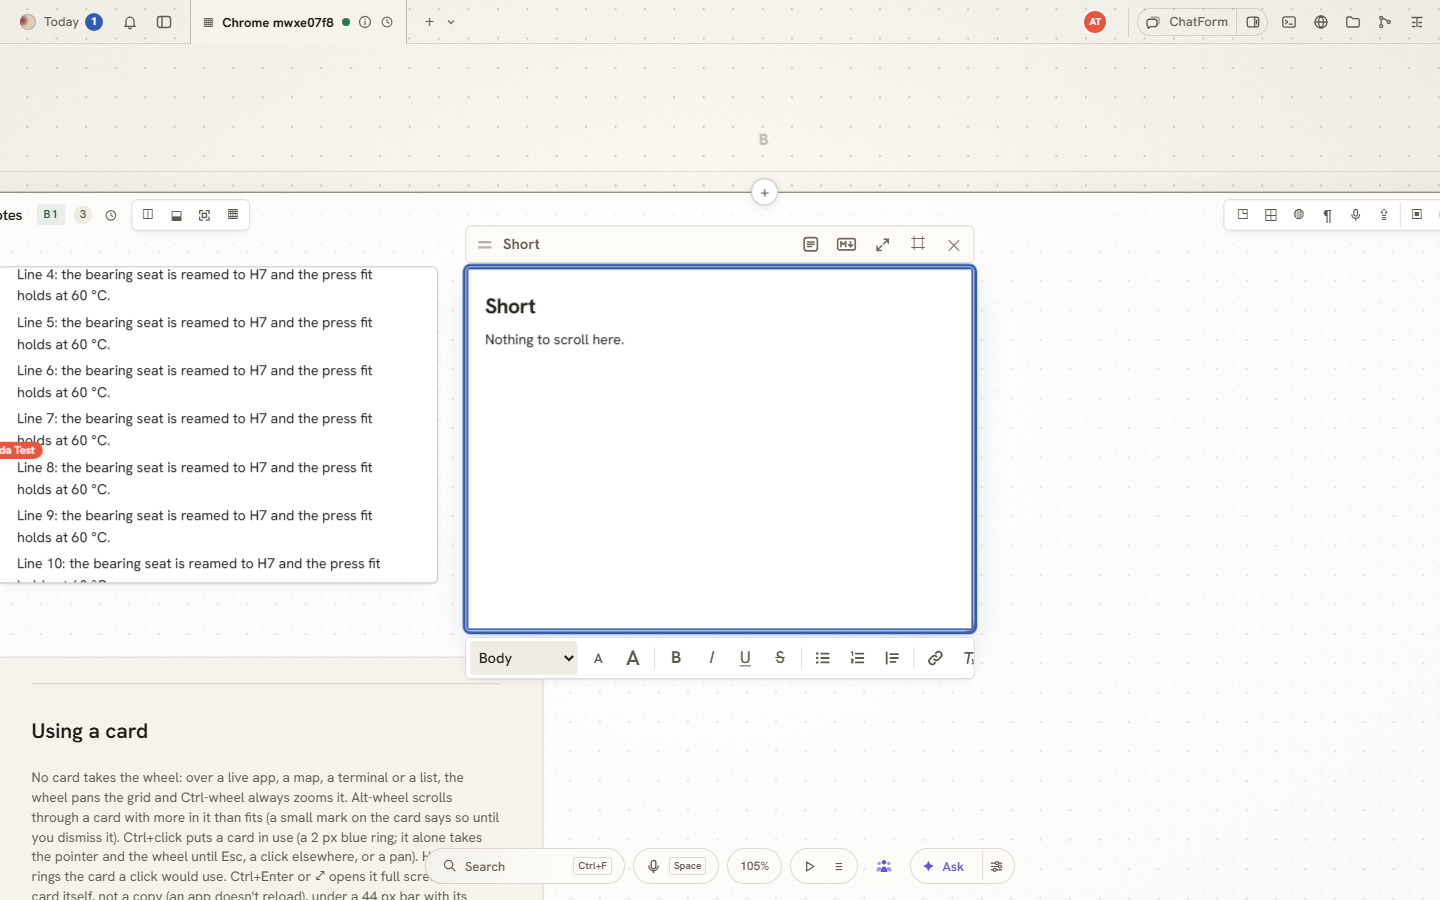 Today 1
Chrome mwxe07f8
AT
ChatForm
B
otes B1 3
Short
Line 4: the bearing seat is reamed to H7 and the press fit
holds at 60 °C.
Line 5: the bearing seat is reamed to H7 and the press fit
holds at 60 °C.
Line 6: the bearing seat is reamed to H7 and the press fit
holds at 60 °C.
Line 7: the bearing seat is reamed to H7 and the press fit
holds at 60 °C.
da Test
Line 8: the bearing seat is reamed to H7 and the press fit
holds at 60 °C.
Line 9: the bearing seat is reamed to H7 and the press fit
holds at 60 °C.
Line 10: the bearing seat is reamed to H7 and the press fit
Short
Nothing to scroll here.
Body A A B I U S
Using a card
No card takes the wheel: over a live app, a map, a terminal or a list, the
wheel pans the grid and Ctrl-wheel always zooms it. Alt-wheel scrolls
through a card with more in it than fits (a small mark on the card says so until
you dismiss it). Ctrl+click puts a card in use (a 2 px blue ring; it alone takes
the pointer and the wheel until Esc, a click elsewhere, or a pan).
rings the card a click would use. Ctrl+Enter or ⤢ opens it full
card itself, not a copy (an app doesn't reload), under a 44 px bar with its
Search Ctrl+F
Space
105%
Ask